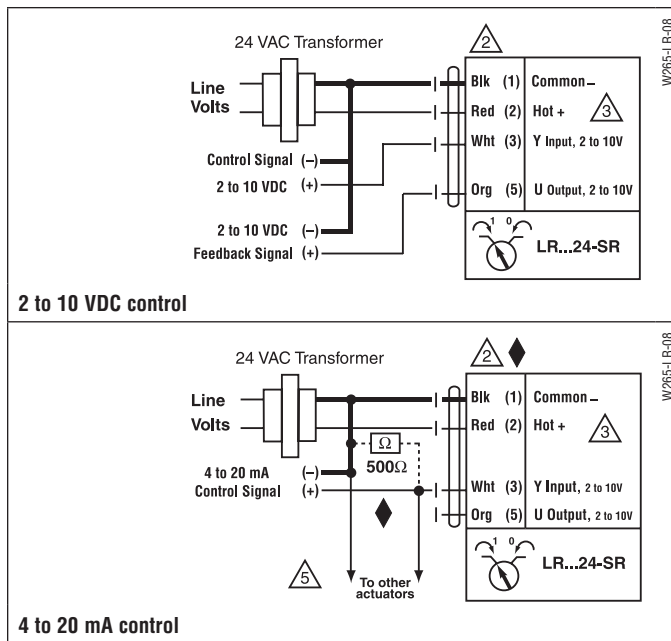 24 VAC Transformer
Line
Volts
Control Signal (–)
2 to 10 VDC (+)
2 to 10 VDC (–)
Feedback Signal (+)
2
Blk (1) Common –
Red (2) Hot +
3
Wht (3) Y Input, 2 to 10V
Org (5) U Output, 2 to 10V
1 0
LR...24-SR
W265-LR-08
2 to 10 VDC control
24 VAC Transformer
Line
Volts
Ω
500Ω
4 to 20 mA (–)
Control Signal (+)
5
To other
actuators
2
Blk (1) Common –
Red (2) Hot +
3
Wht (3) Y Input, 2 to 10V
Org (5) U Output, 2 to 10V
1 0
LR...24-SR
W265-LR-08
4 to 20 mA control